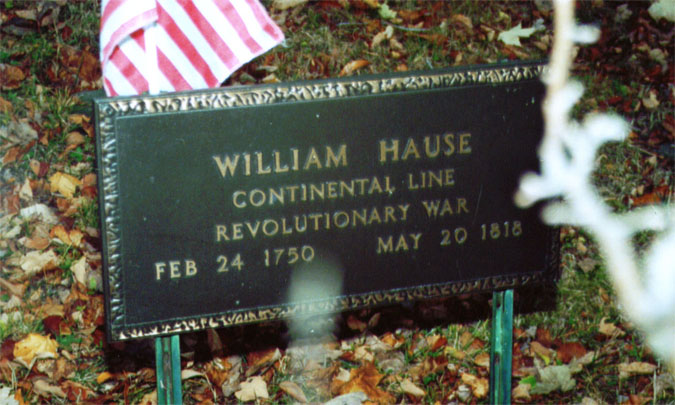 WILLIAM HAUSE
CONTINENTAL LINE
REVOLUTIONARY WAR
FEB 24 1750 MAY 20 1818